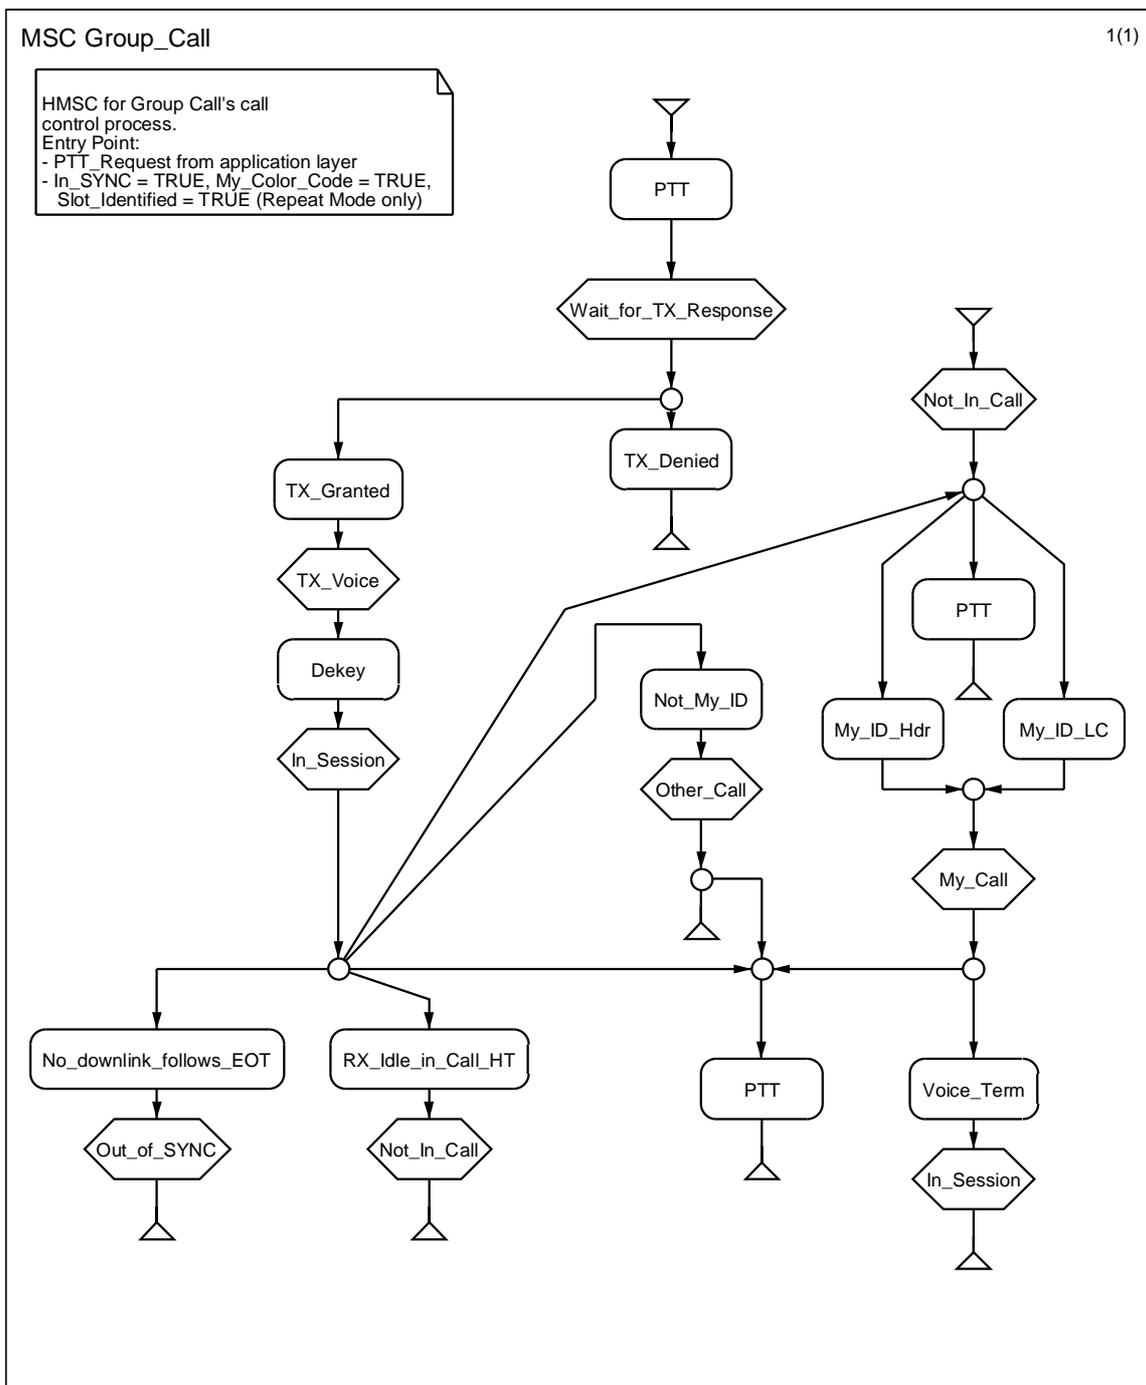 MSC Group_Call
1(1)
HMSC for Group Call's call
control process.
Entry Point:
- PTT_Request from application layer
- In_SYNC = TRUE, My_Color_Code = TRUE,
Slot_Identified = TRUE (Repeat Mode only)
PTT
Wait_for_TX_Response
Not_In_Call
TX_Denied
TX_Granted
TX_Voice
PTT
Dekey
Not_My_ID
My_ID_Hdr
My_ID_LC
In_Session
Other_Call
My_Call
No_downlink_follows_EOT
RX_Idle_in_Call_HT
PTT
Voice_Term
Out_of_SYNC
Not_In_Call
In_Session